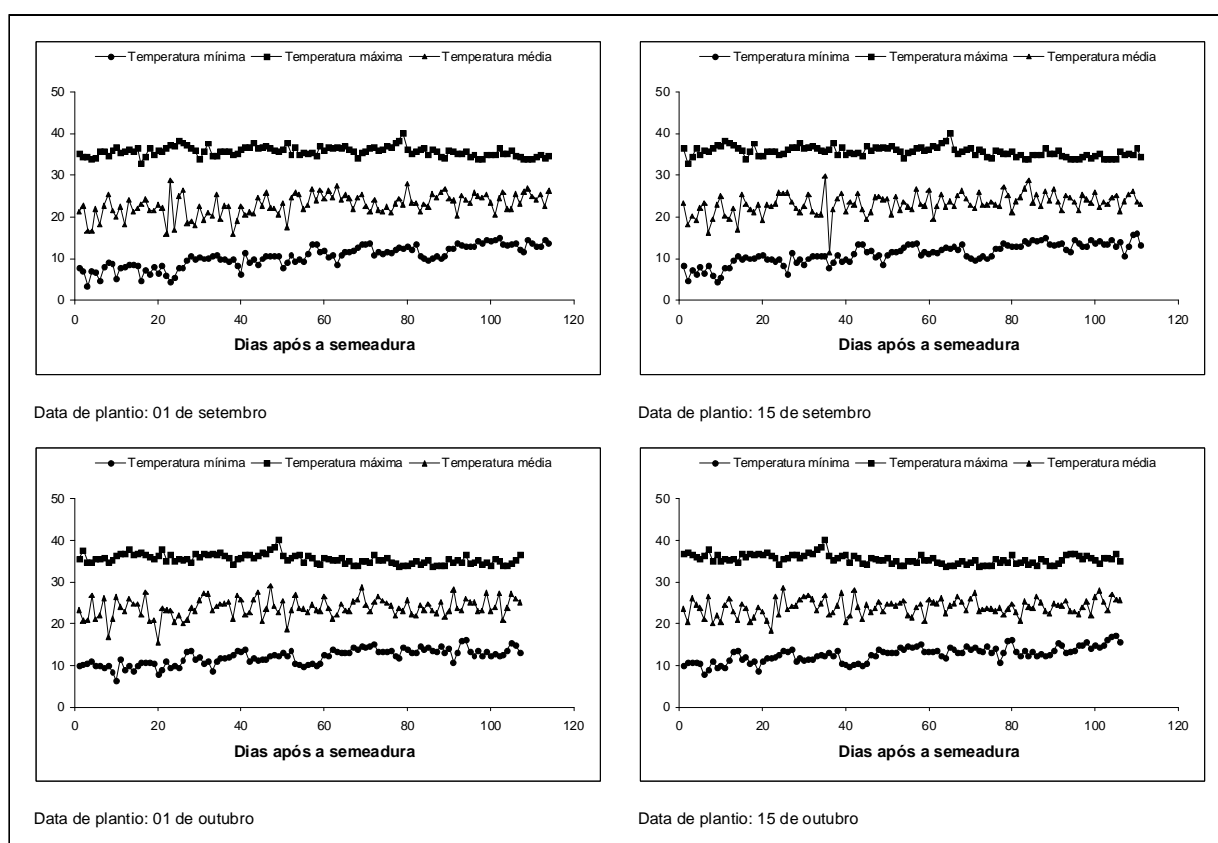 Temperatura mínima Temperatura máxima Temperatura média
50
40
30
20
10
0
0 20 40 60 80 100 120
Dias após a semeadura
Data de plantio: 01 de setembro
Temperatura mínima Temperatura máxima Temperatura média
50
40
30
20
10
0
0 20 40 60 80 100 120
Dias após a semeadura
Data de plantio: 15 de setembro
Temperatura mínima Temperatura máxima Temperatura média
50
40
30
20
10
0
0 20 40 60 80 100 120
Dias após a semeadura
Data de plantio: 01 de outubro
Temperatura mínima Temperatura máxima Temperatura média
50
40
30
20
10
0
0 20 40 60 80 100 120
Dias após a semeadura
Data de plantio: 15 de outubro